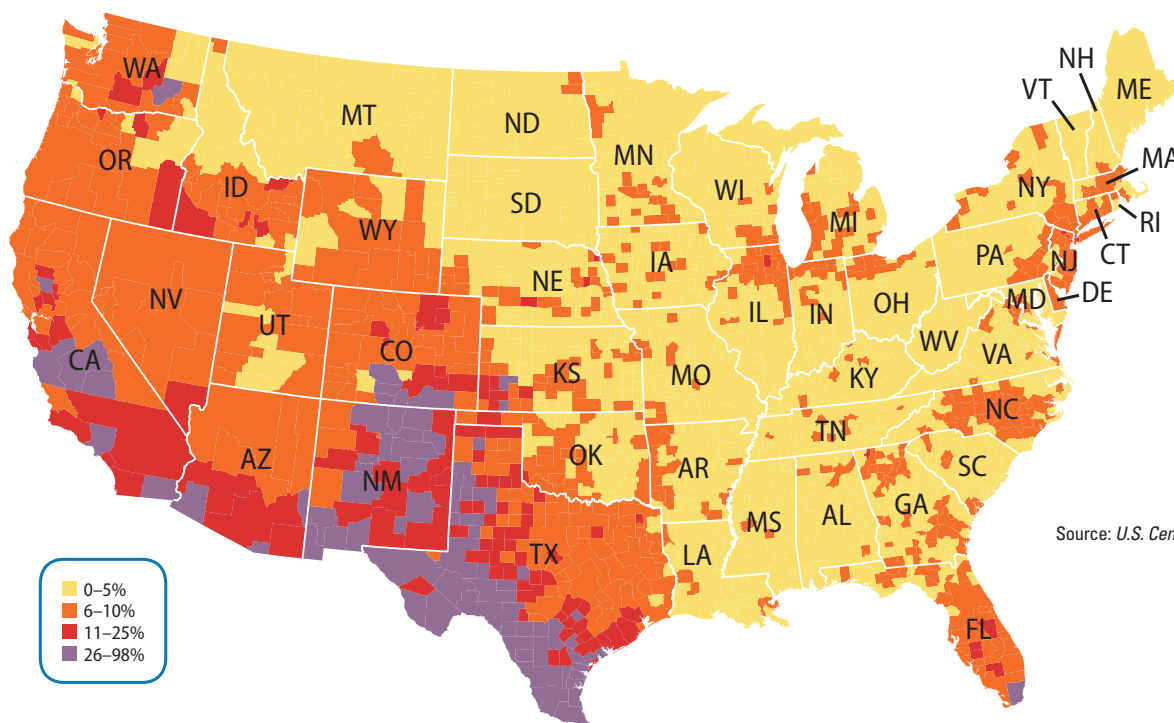 NH
VT
ME
WA
MT
ND
MN
OR
MA
ID
WI
NY
SD
MI
WY
RI
CT
PA
IA
NJ
NE
DE
OH
NV
IL
IN
MD
UT
WV
CA
CO
VA
KS
MO
KY
NC
TN
AZ
OK
NM
AR
SC
GA
MS
AL
Source: U.S. Cen
TX
LA
0–5%
6–10%
11–25%
26–98%
FL